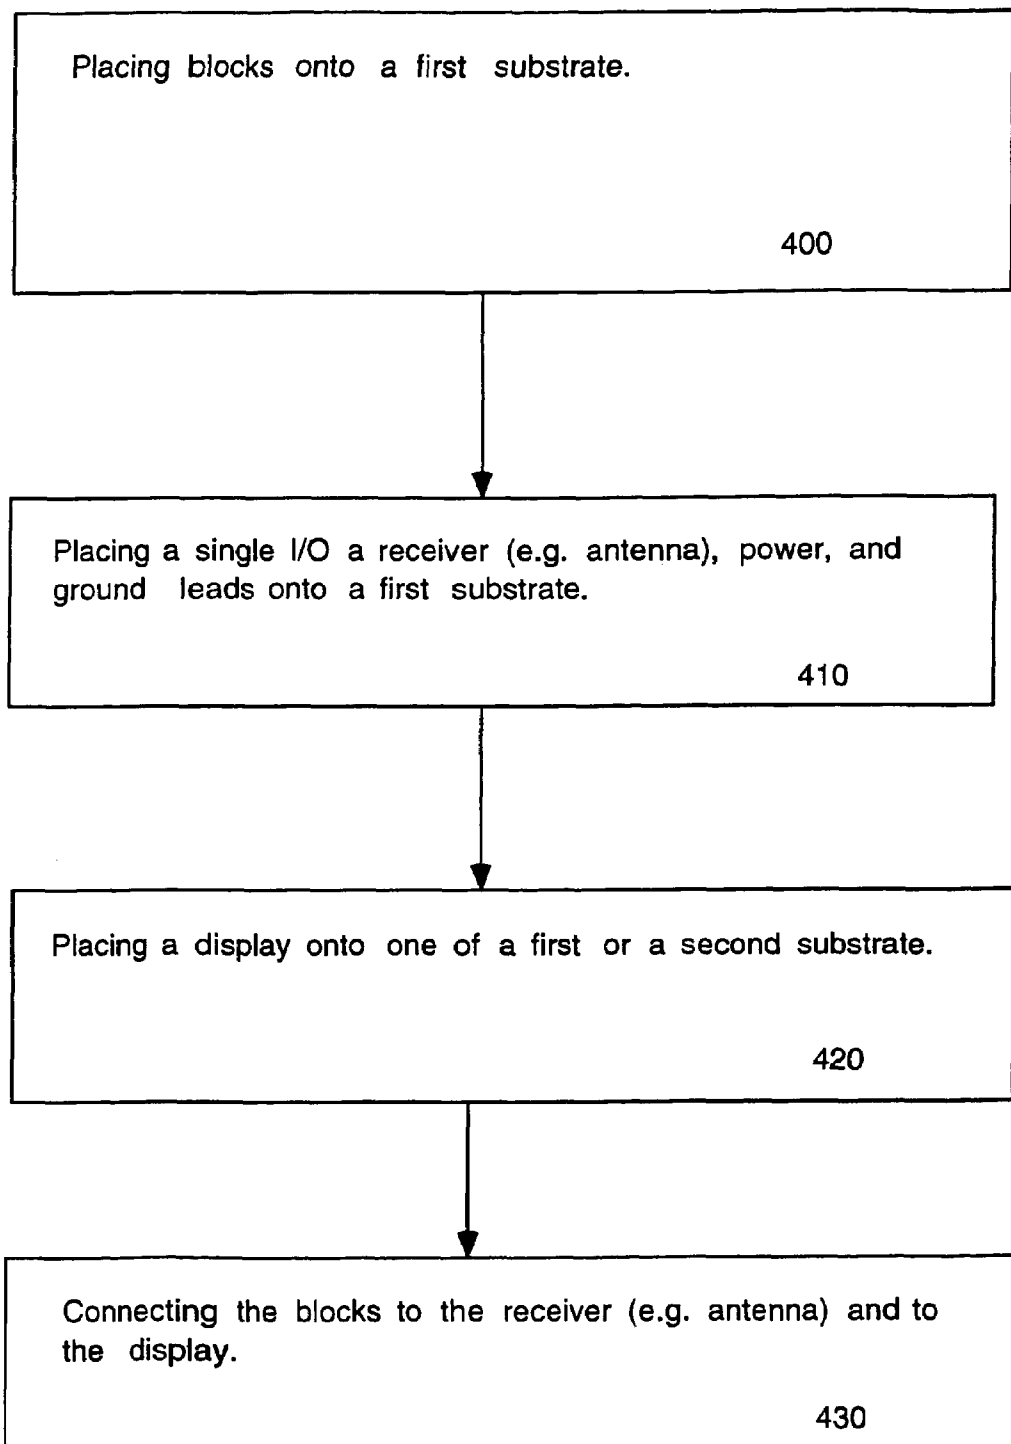 Placing blocks onto a first substrate.
400
Placing a single I/O a receiver (e.g. antenna), power, and
ground leads onto a first substrate.
410
Placing a display onto one of a first or a second substrate.
420
Connecting the blocks to the receiver (e.g. antenna) and to
the display.
430